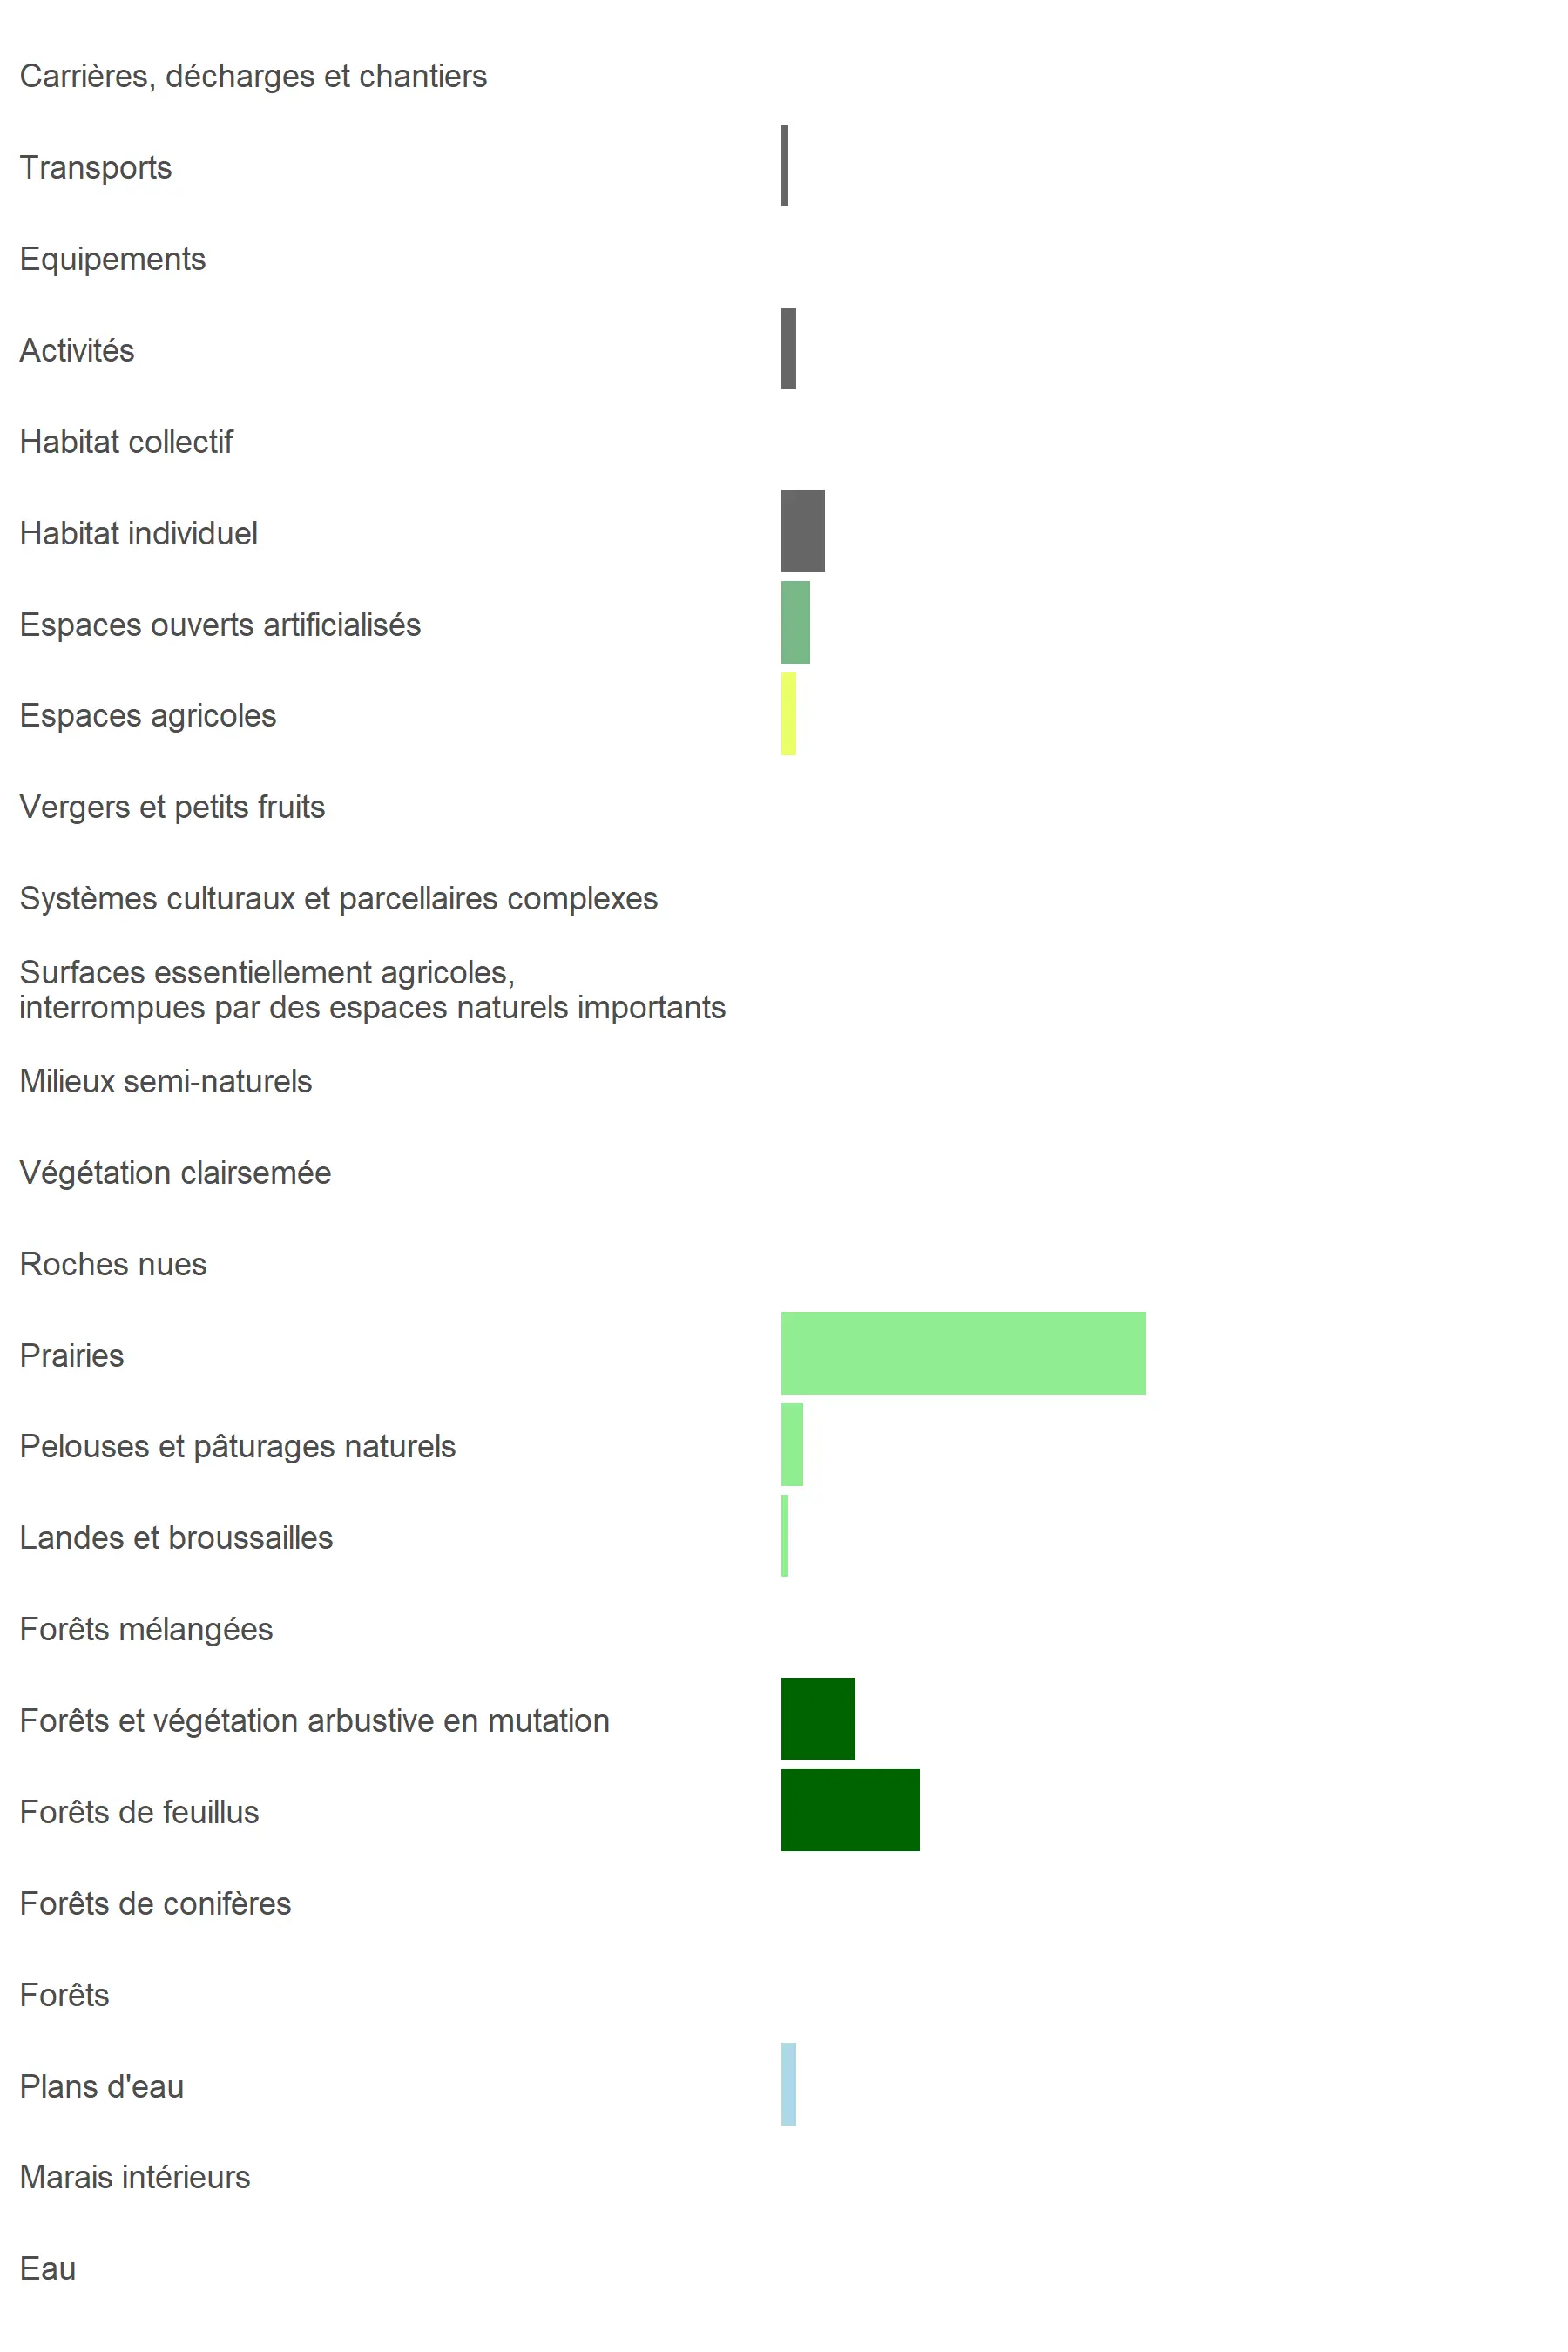 Carrières, décharges et chantiers
Transports
Equipements
Activités
Habitat collectif
Habitat individuel
Espaces ouverts artificialisés
Espaces agricoles
Vergers et petits fruits
Systèmes culturaux et parcellaires complexes
Surfaces essentiellement agricoles,
interrompues par des espaces naturels importants
Milieux semi-naturels
Végétation clairsemée
Roches nues
Prairies
Pelouses et pâturages naturels
Landes et broussailles
Forêts mélangées
Forêts et végétation arbustive en mutation
Forêts de feuillus
Forêts de conifères
Forêts
Plans d'eau
Marais intérieurs
Eau